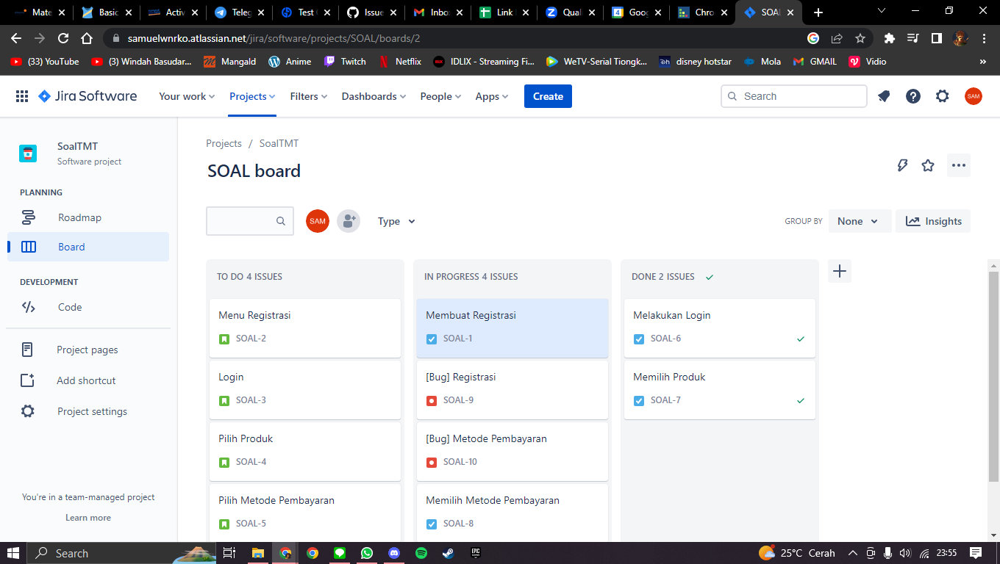 Mate
Basic
Activ
Teleg
Test
Issue
Inbo
Link
Quali
Goog
Chro
SOAL
samuelwnrko.atlassian.net/jira/software/projects/SOAL/boards/2
(33) YouTube
(3) Windah Basudar...
Mangald
Anime
Twitch
Netflix
IDLIX - Streaming Fi...
WeTV-Serial Tiongk...
disney hotstar
Mola
GMAIL
Vidio
»
Jira Software
Your work
Projects
Filters
Dashboards
People
Apps
Create
Search
SAM
SoalTMT
Software project
PLANNING
Roadmap
Board
DEVELOPMENT
Code
Project pages
Add shortcut
Project settings
You're in a team-managed project
Learn more
Projects / SoalTMT
SOAL board
SAM
Type
GROUP BY
None
Insights
TO DO 4 ISSUES
Menu Registrasi
SOAL-2
Login
SOAL-3
Pilih Produk
SOAL-4
Pilih Metode Pembayaran
SOAL-5
IN PROGRESS 4 ISSUES
Membuat Registrasi
SOAL-1
[Bug] Registrasi
SOAL-9
[Bug] Metode Pembayaran
SOAL-10
Memilih Metode Pembayaran
SOAL-8
DONE 2 ISSUES
Melakukan Login
SOAL-6
Memilih Produk
SOAL-7
Search
25°C Cerah
23:55